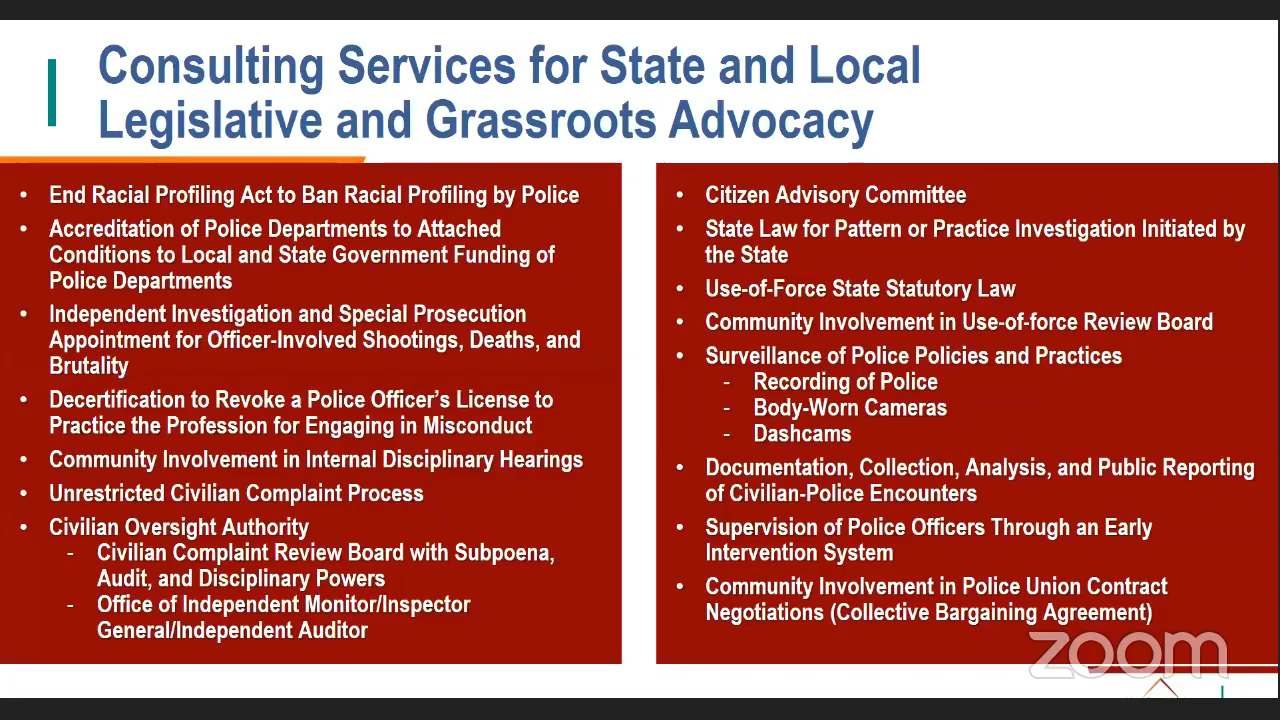 Consulting Services for State and Local
Legislative and Grassroots Advocacy
• End Racial Profiling Act to Ban Racial Profiling by Police
• Accreditation of Police Departments to Attached
Conditions to Local and State Government Funding of
Police Departments
• Independent Investigation and Special Prosecution
Appointment for Officer-Involved Shootings, Deaths, and
Brutality
• Decertification to Revoke a Police Officer's License to
Practice the Profession for Engaging in Misconduct
• Community Involvement in Internal Disciplinary Hearings
• Unrestricted Civilian Complaint Process
• Civilian Oversight Authority
- Civilian Complaint Review Board with Subpoena,
Audit, and Disciplinary Powers
- Office of Independent Monitor/Inspector
General/Independent Auditor
• Citizen Advisory Committee
• State Law for Pattern or Practice Investigation Initiated by
the State
• Use-of-Force State Statutory Law
• Community Involvement in Use-of-force Review Board
• Surveillance of Police Policies and Practices
- Recording of Police
- Body-Worn Cameras
- Dashcams
• Documentation, Collection, Analysis, and Public Reporting
of Civilian-Police Encounters
• Supervision of Police Officers Through an Early
Intervention System
• Community Involvement in Police Union Contract
Negotiations (Collective Bargaining Agreement)
zoom